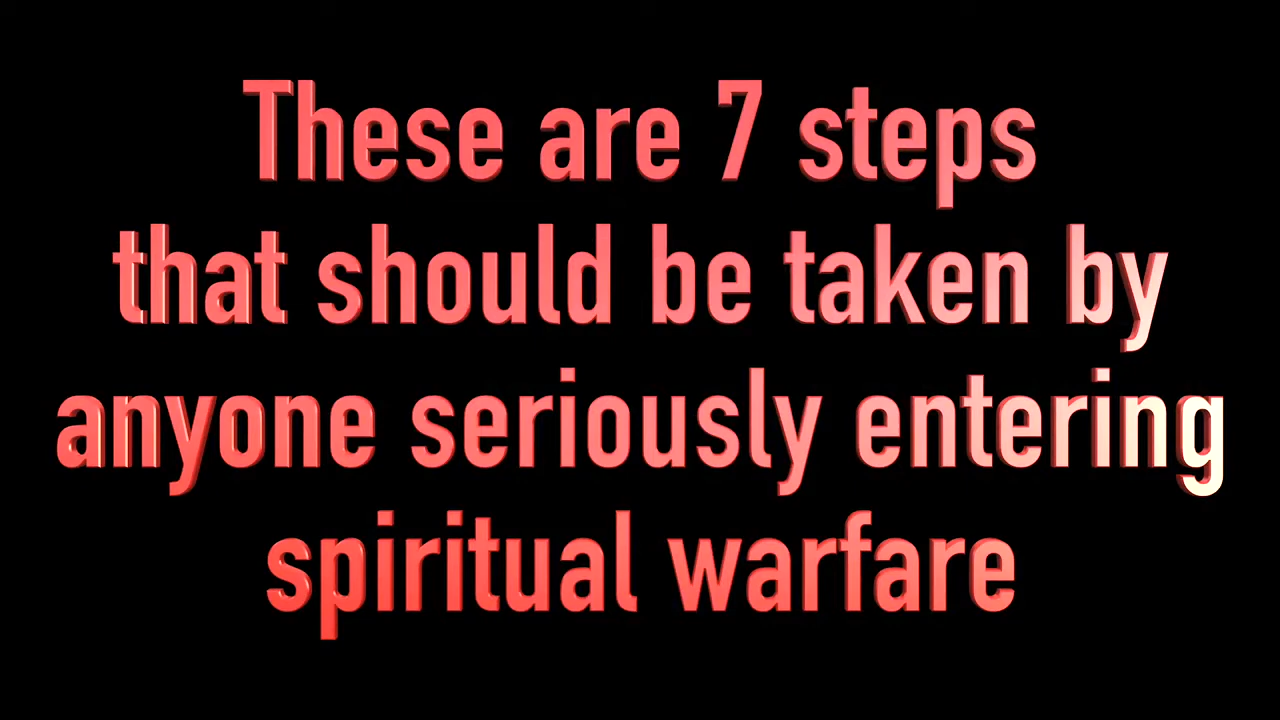 These are 7 steps
that should be taken by
anyone seriously entering
spiritual warfare